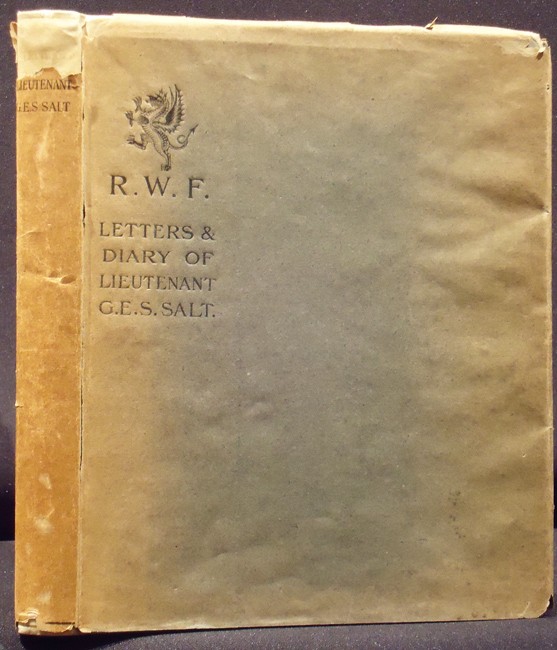 LIEUTENANT
G.E.S. SALT
R. W. F.
LETTERS &
DIARY OF
LIEUTENANT
G.E.S. SALT.